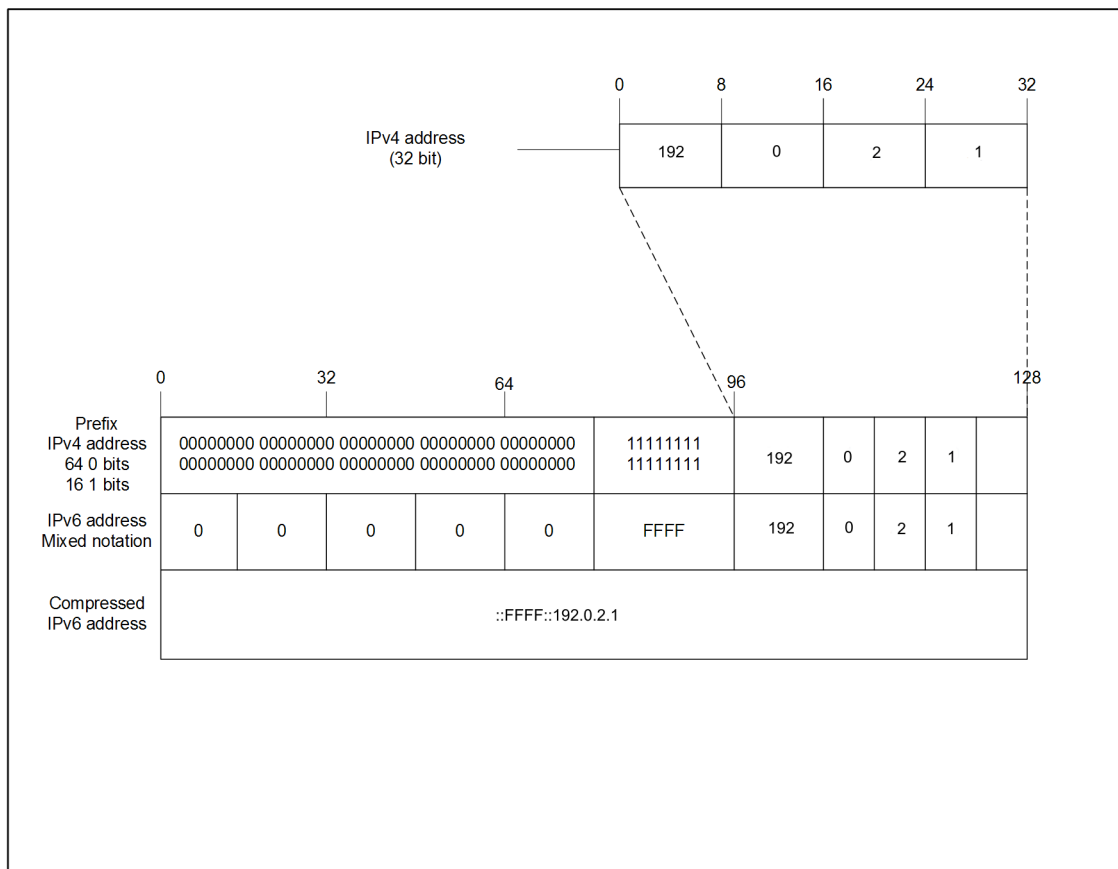 0 8 16 24 32
IPv4 address
(32 bit)
192 0 2 1
0 32 64 96 128
Prefix
IPv4 address
64 0 bits
16 1 bits
00000000 00000000 00000000 00000000 00000000
00000000 00000000 00000000 00000000 00000000
11111111
11111111
192 0 2 1
IPv6 address
Mixed notation
0 0 0 0 0 FFFF 192 0 2 1
Compressed
IPv6 address
::FFFF::192.0.2.1